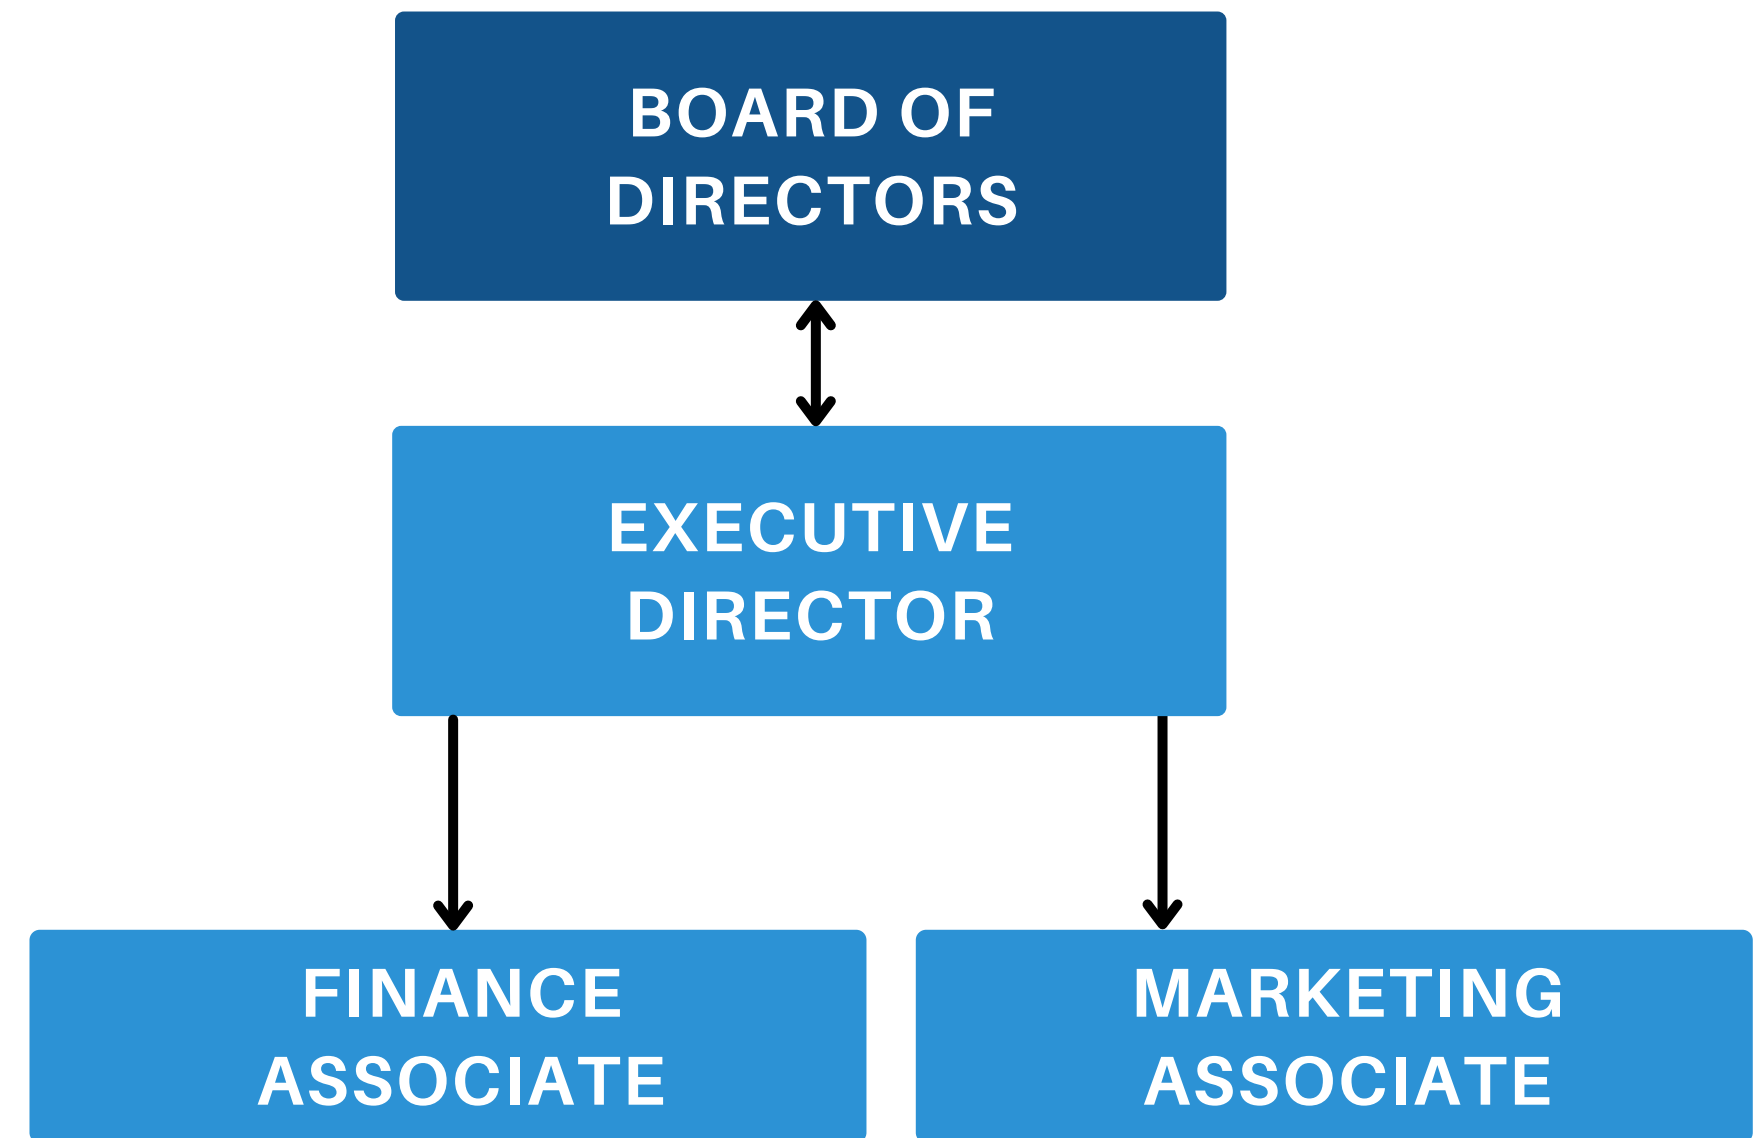 BOARD OF
DIRECTORS
EXECUTIVE
DIRECTOR
FINANCE
ASSOCIATE
MARKETING
ASSOCIATE